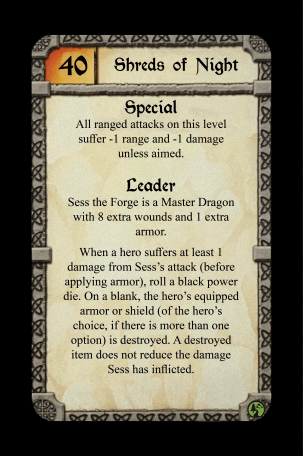 40
Shreds of Night
Special
All ranged attacks on this level
suffer -1 range and -1 damage
unless aimed.
Leader
Sess the Forge is a Master Dragon
with 8 extra wounds and 1 extra
armor.
When a hero suffers at least 1
damage from Sess's attack (before
applying armor), roll a black power
die. On a blank, the hero's equipped
armor or shield (of the hero's
choice, if there is more than one
option) is destroyed. A destroyed
item does not reduce the damage
Sess has inflicted.